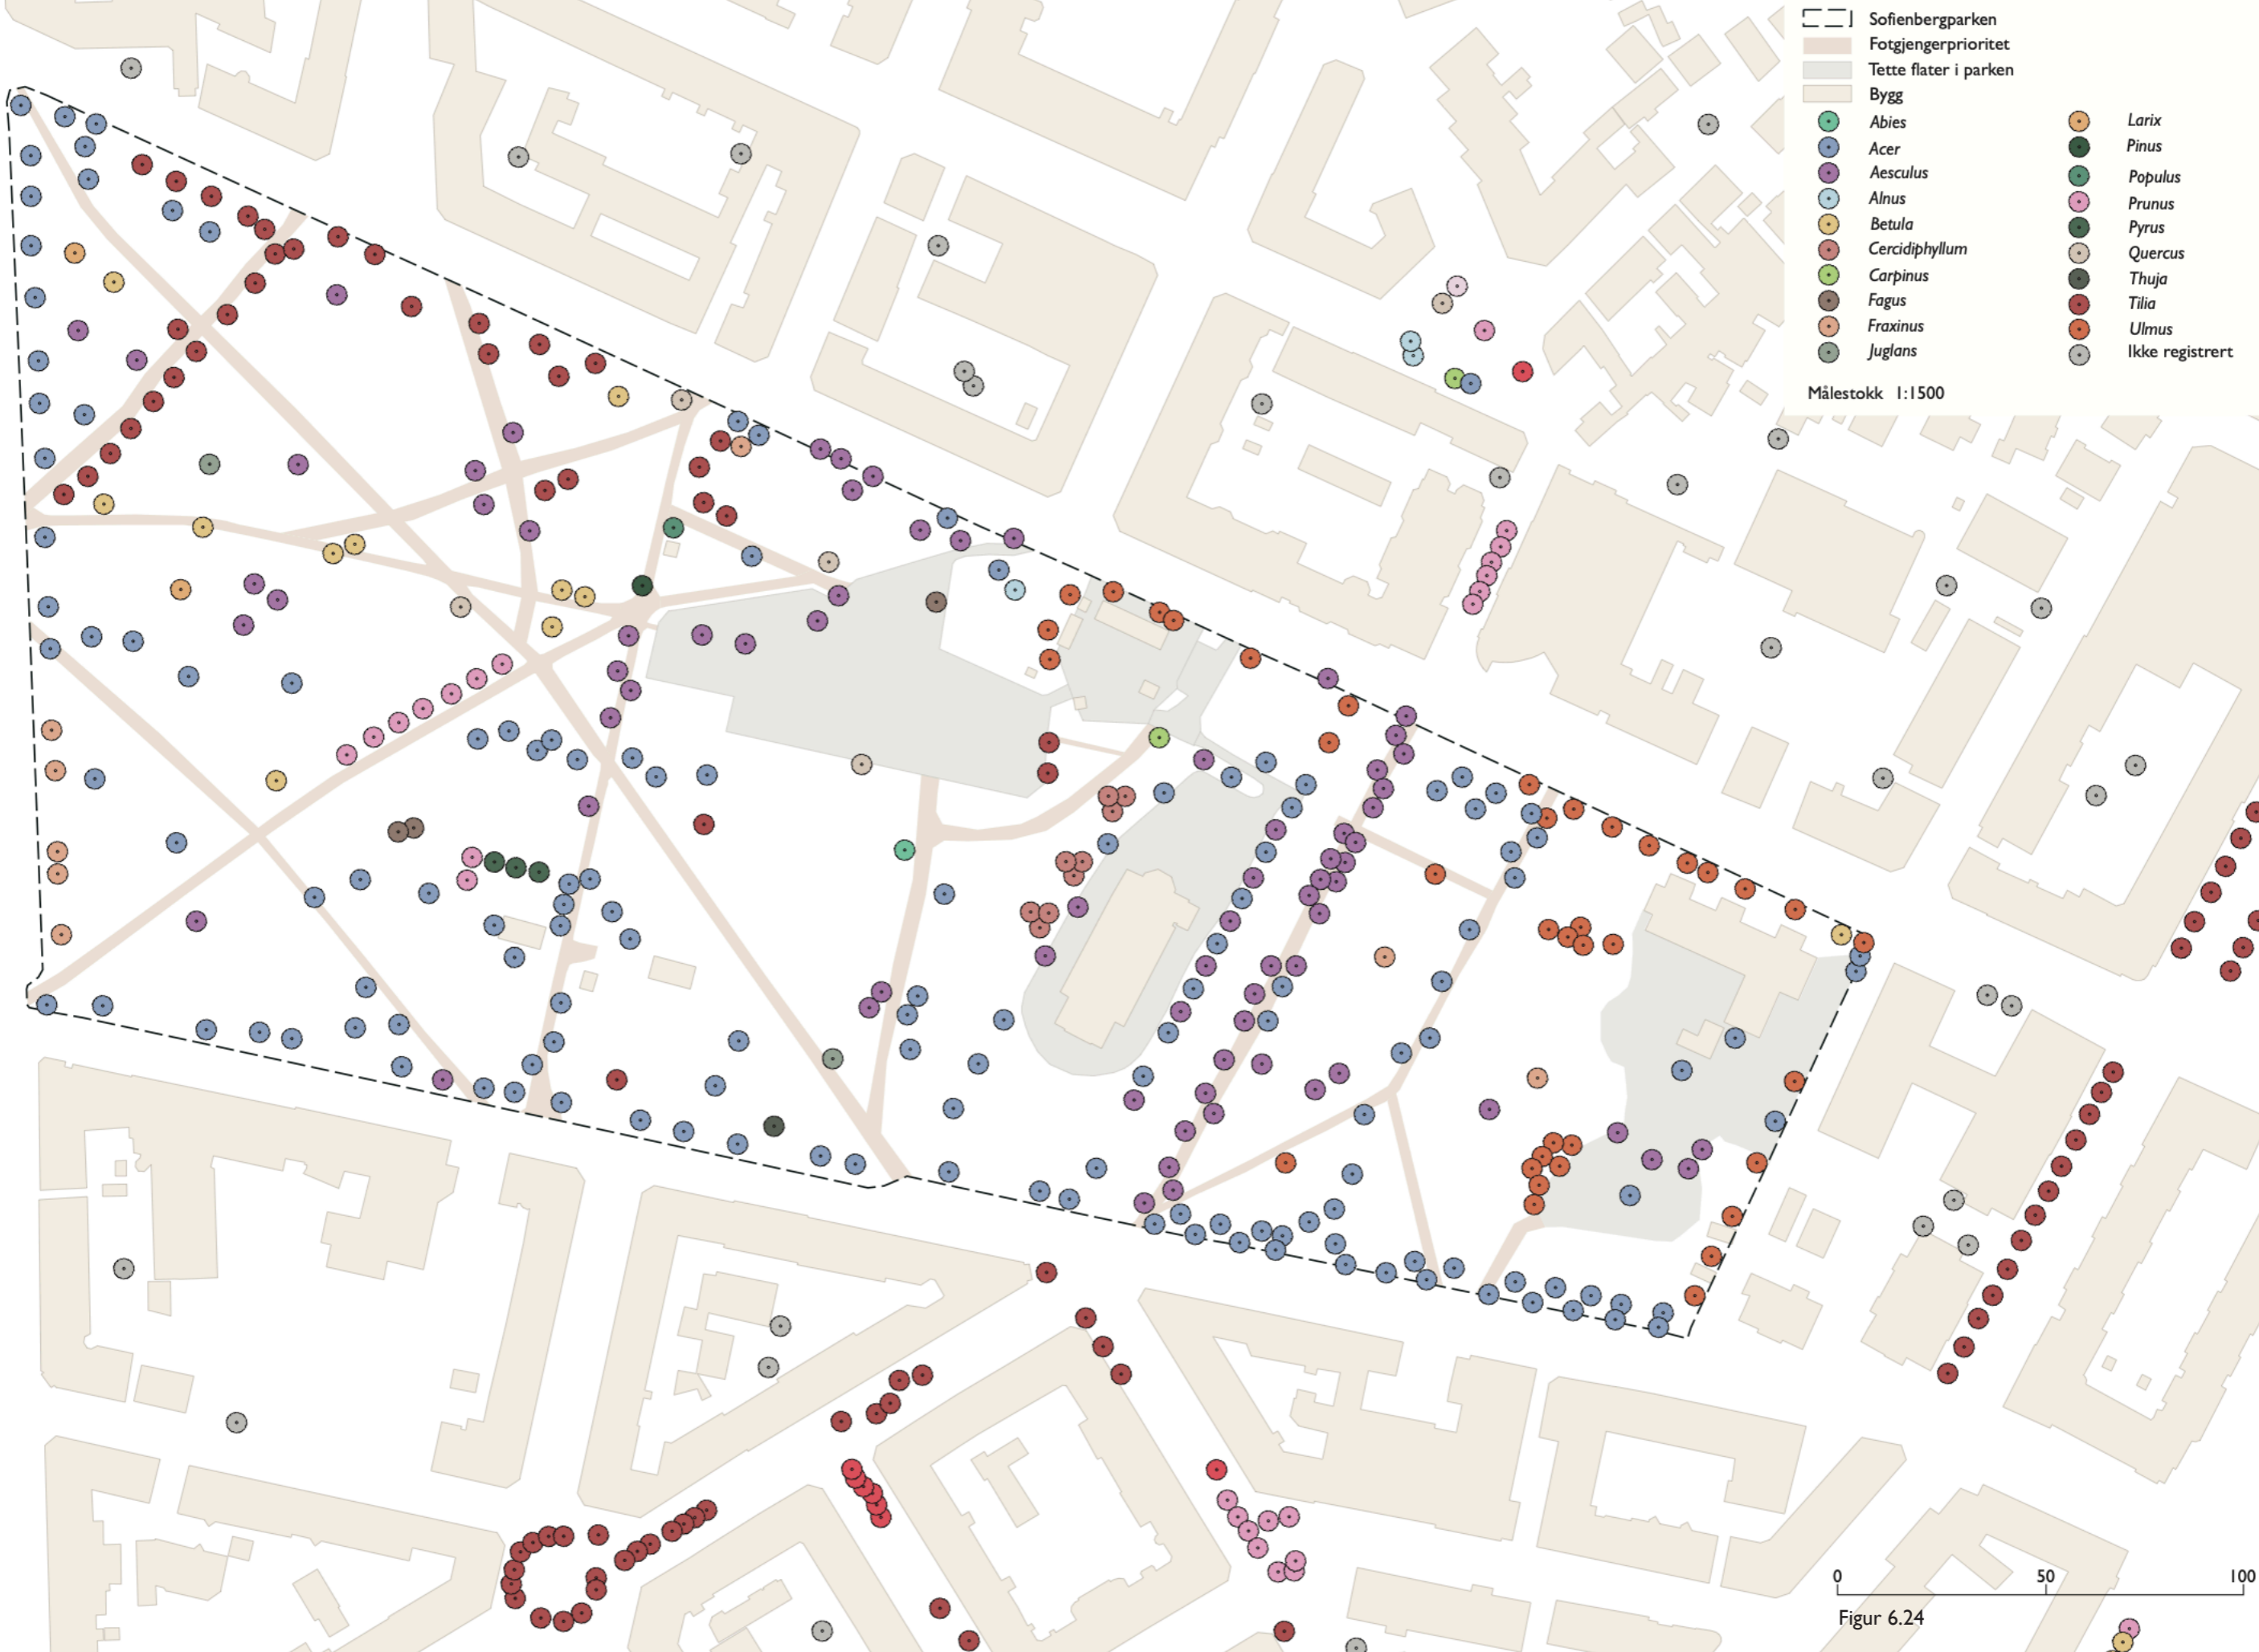 Sofienbergparken
Fotgjengerprioritet
Tette flater i parken
Bygg
Abies
Acer
Aesculus
Alnus
Betula
Cercidiphyllum
Carpinus
Fagus
Fraxinus
Juglans
Larix
Pinus
Populus
Prunus
Pyrus
Quercus
Thuja
Tilia
Ulmus
Ikke registrert
Målestokk 1:1500
0 50 100
Figur 6.24